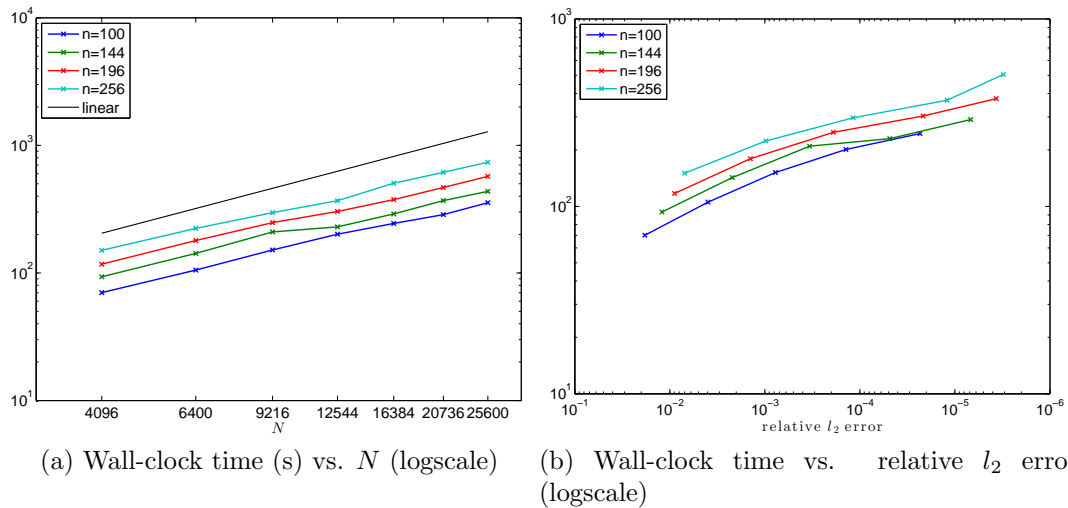 10^4
10^3
10^2
10^1
n=100
n=144
n=196
n=256
linear
4096 6400 9216 12544 16384 20736 25600
N
(a) Wall-clock time (s) vs. N (logscale)
10^3
10^2
10^1
n=100
n=144
n=196
n=256
10^-1 10^-2 10^-3 10^-4 10^-5 10^-6
relative l_2 error
(b) Wall-clock time vs. relative l_2 erro
(logscale)